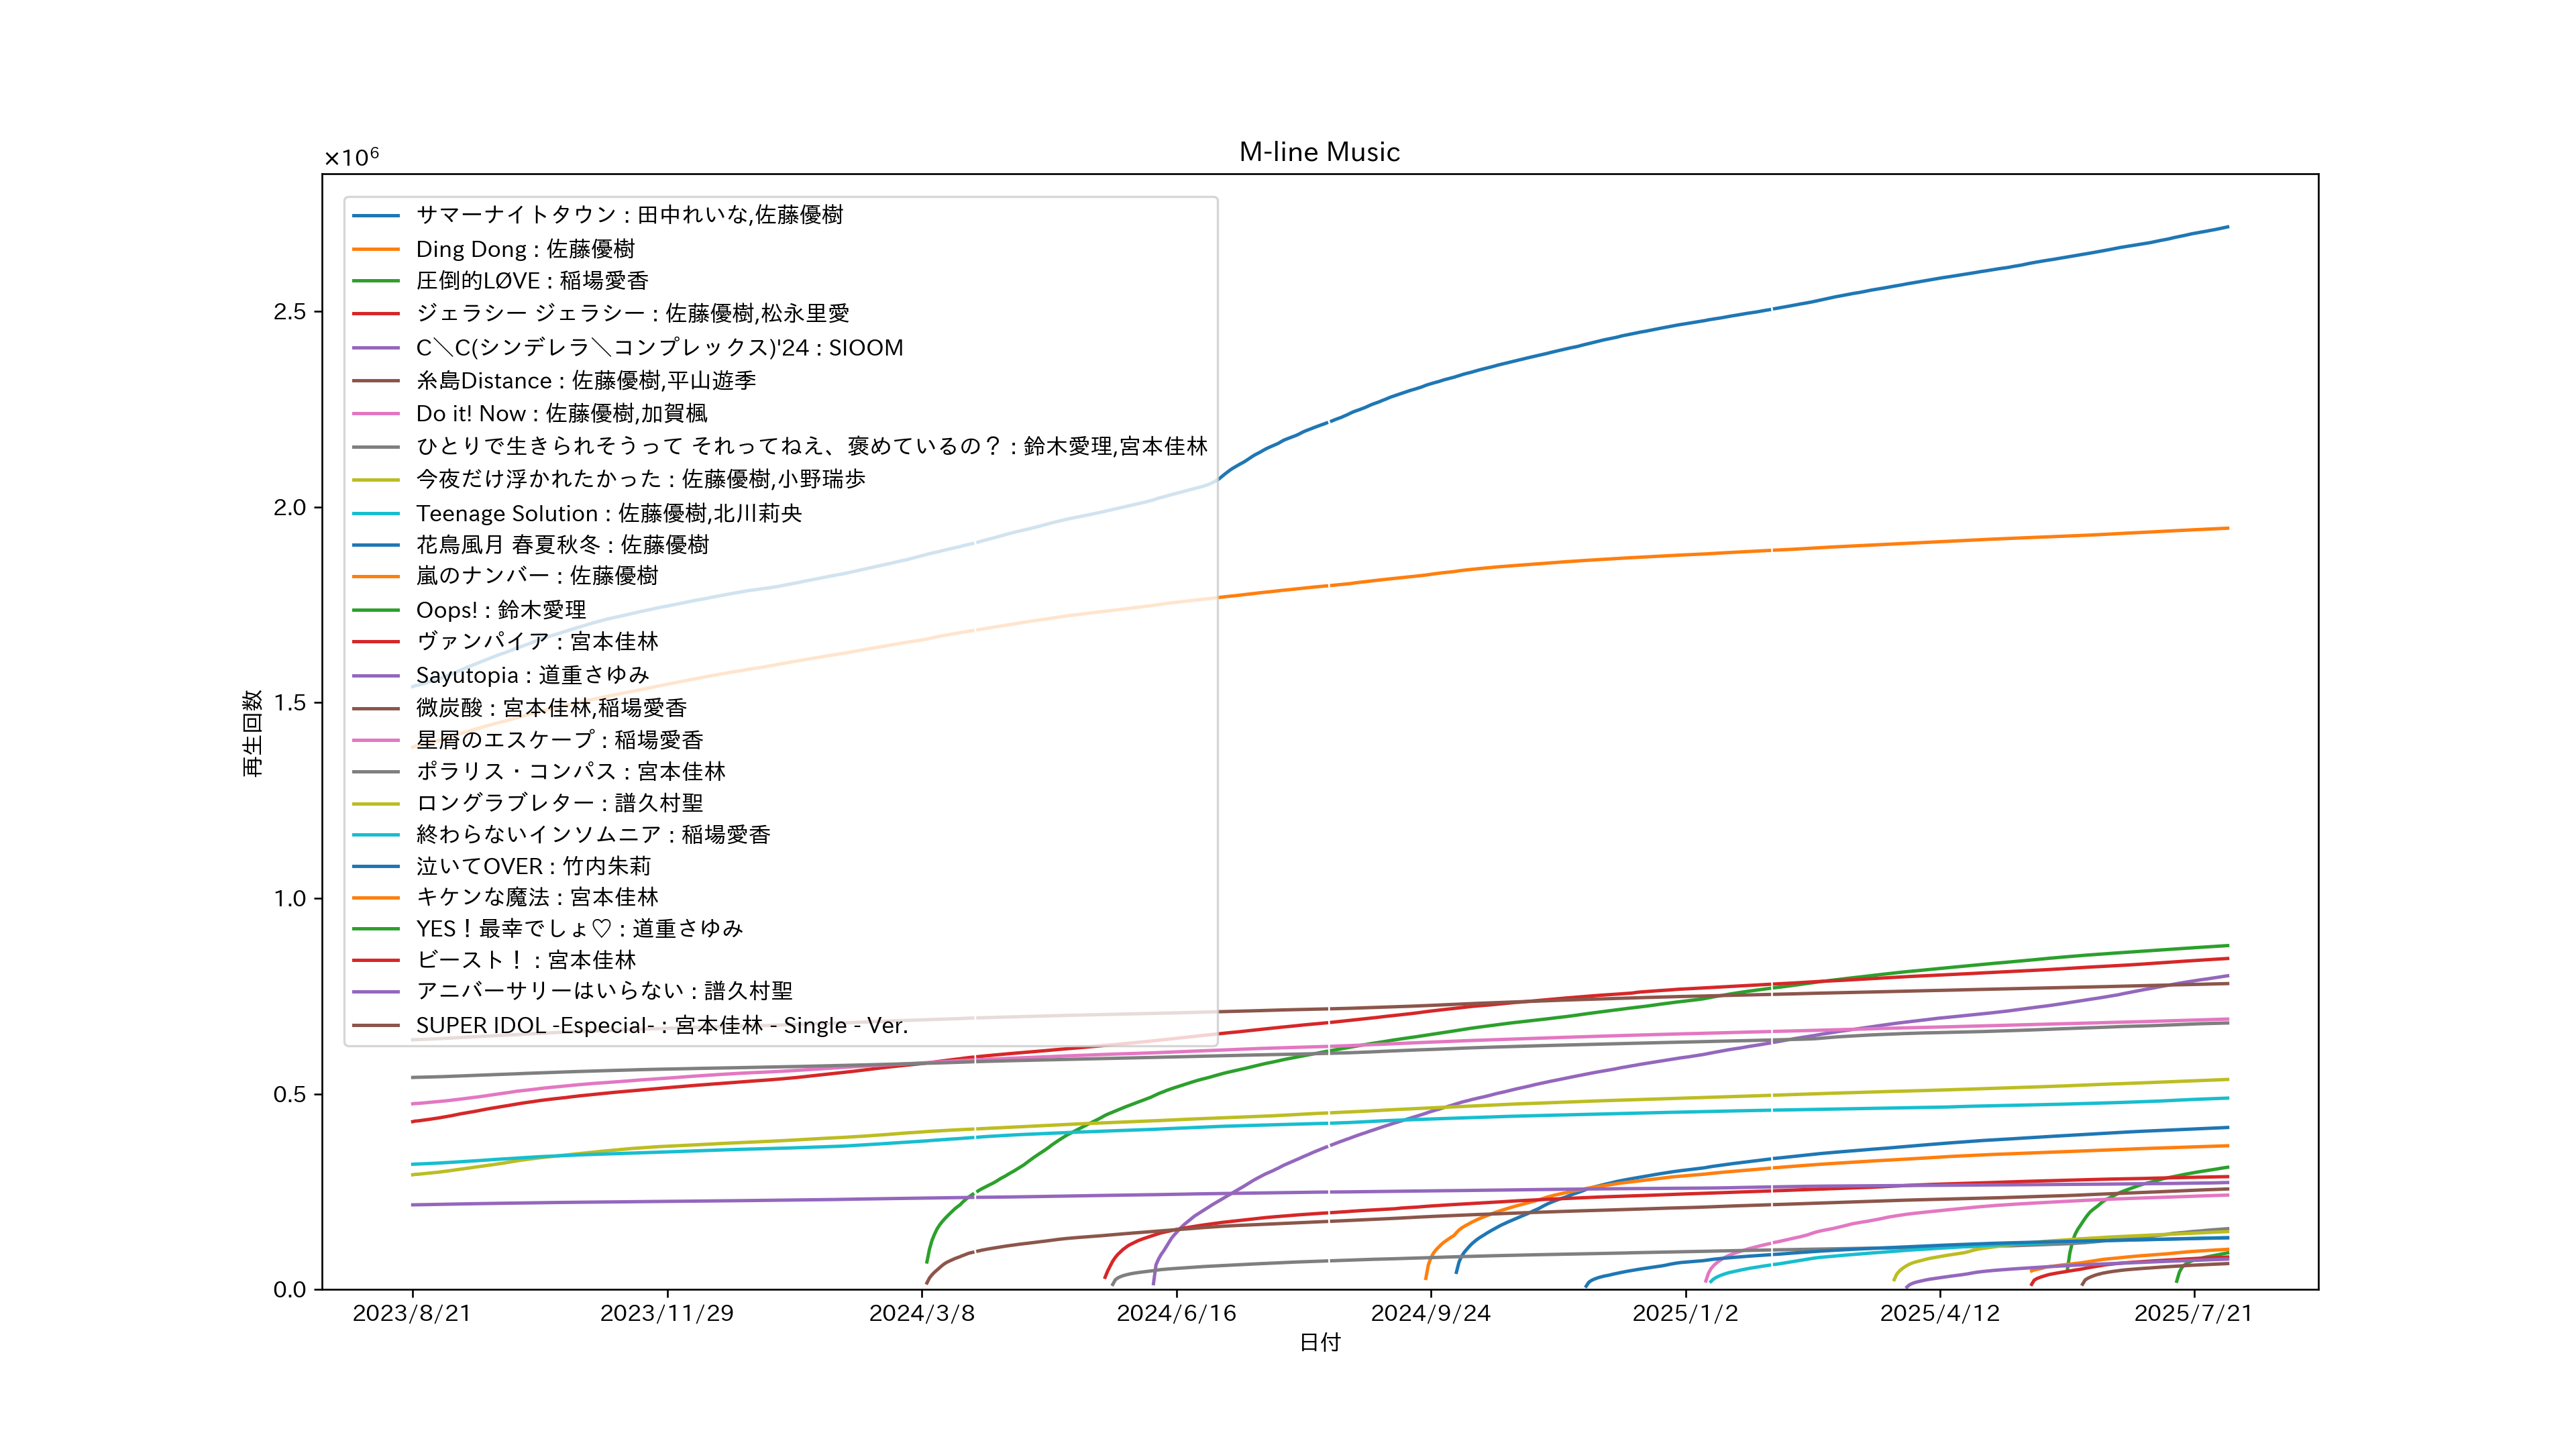 M-line Music
×10⁶
サマーナイトタウン : 田中れいな,佐藤優樹
Ding Dong : 佐藤優樹
圧倒的LØVE : 稲場愛香
ジェラシー ジェラシー : 佐藤優樹,松永里愛
C＼C(シンデレラ＼コンプレックス)'24 : SIOOM
糸島Distance : 佐藤優樹,平山遊季
Do it! Now : 佐藤優樹,加賀楓
ひとりで生きられそうって それってねえ、褒めているの？ : 鈴木愛理,宮本佳林
今夜だけ浮かれたかった : 佐藤優樹,小野瑞歩
Teenage Solution : 佐藤優樹,北川莉央
花鳥風月 春夏秋冬 : 佐藤優樹
嵐のナンバー : 佐藤優樹
Oops! : 鈴木愛理
ヴァンパイア : 宮本佳林
Sayutopia : 道重さゆみ
微炭酸 : 宮本佳林,稲場愛香
星屑のエスケープ : 稲場愛香
ポラリス・コンパス : 宮本佳林
ロングラブレター : 譜久村聖
終わらないインソムニア : 稲場愛香
泣いてOVER : 竹内朱莉
キケンな魔法 : 宮本佳林
YES！最幸でしょ♡ : 道重さゆみ
ビースト！ : 宮本佳林
アニバーサリーはいらない : 譜久村聖
SUPER IDOL -Especial- : 宮本佳林 - Single - Ver.
2.5
2.0
1.5
1.0
0.5
0.0
再生回数
2023/8/21
2023/11/29
2024/3/8
2024/6/16
2024/9/24
2025/1/2
2025/4/12
2025/7/21
日付